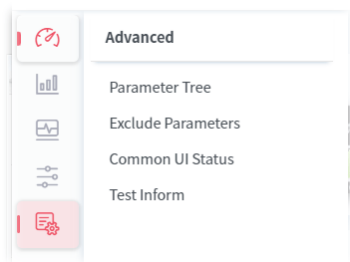 Advanced
Parameter Tree
Exclude Parameters
Common UI Status
Test Inform